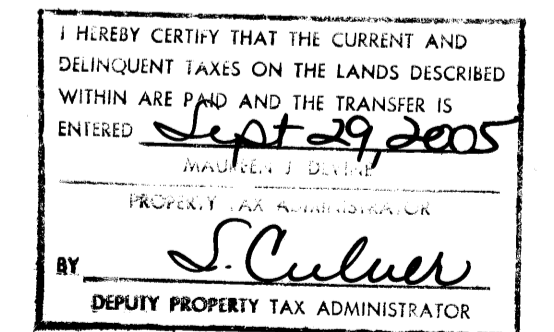 I HEREBY CERTIFY THAT THE CURRENT AND
DELINQUENT TAXES ON THE LANDS DESCRIBED
WITHIN ARE PAID AND THE TRANSFER IS
ENTERED Sept 29, 2005
MAUREEN J DEVINE
PROPERTY TAX ADMINISTRATOR
BY S. Culver
DEPUTY PROPERTY TAX ADMINISTRATOR